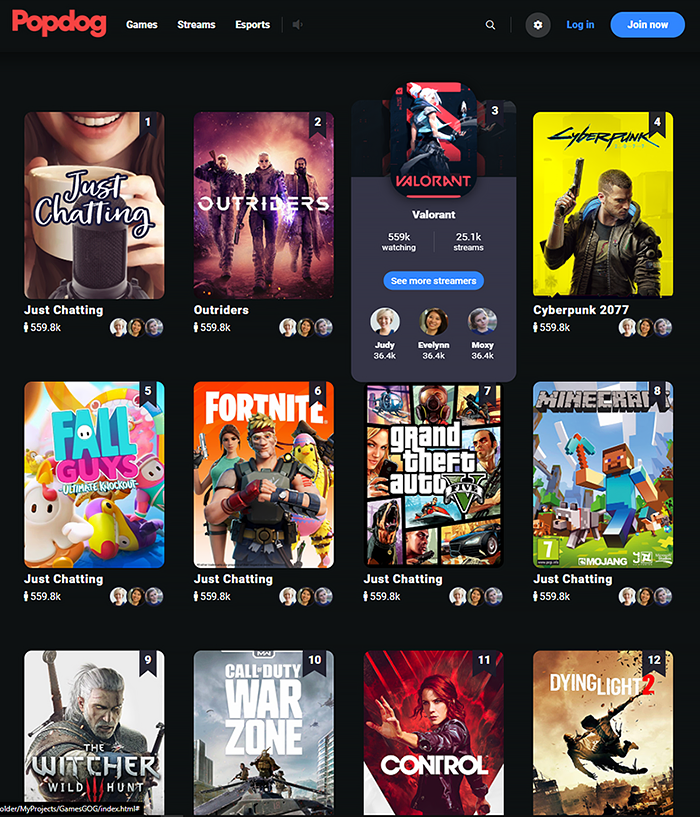 Popdog
Games
Streams
Esports
Log in
Join now
1
Just
Chatting
Just Chatting
559.8k
2
OUTRIDERS
Outriders
559.8k
3
VALORANT
Valorant
559k
watching
25.1k
streams
See more streamers
Judy
36.4k
Evelynn
36.4k
Moxy
36.4k
4
Cyberpunk
2077
Cyberpunk 2077
559.8k
5
FALL
GUYS
ULTIMATE KNOCKOUT
Just Chatting
559.8k
6
FORTNITE
Just Chatting
559.8k
7
grand
theft
auto V
Just Chatting
559.8k
8
MINECRAFT
7
MOJANG
Just Chatting
559.8k
9
THE
WITCHER
WILD HUNT
10
MW
CALL OF DUTY
WAR
ZONE
11
CONTROL
12
DYING LIGHT 2
older/MyProjects/GamesGOG/index.html#